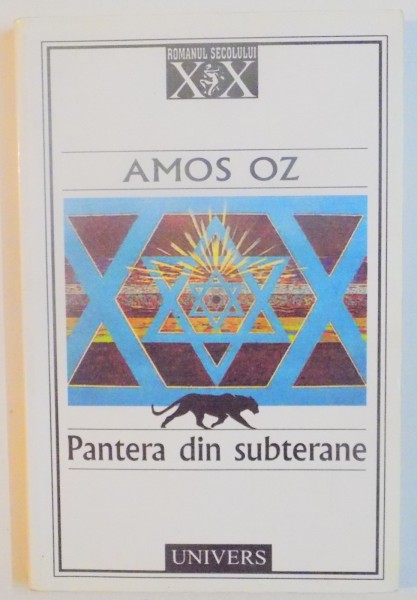 ROMANUL SECOLULUI
XX
AMOS OZ
Pantera din subterane
UNIVERS